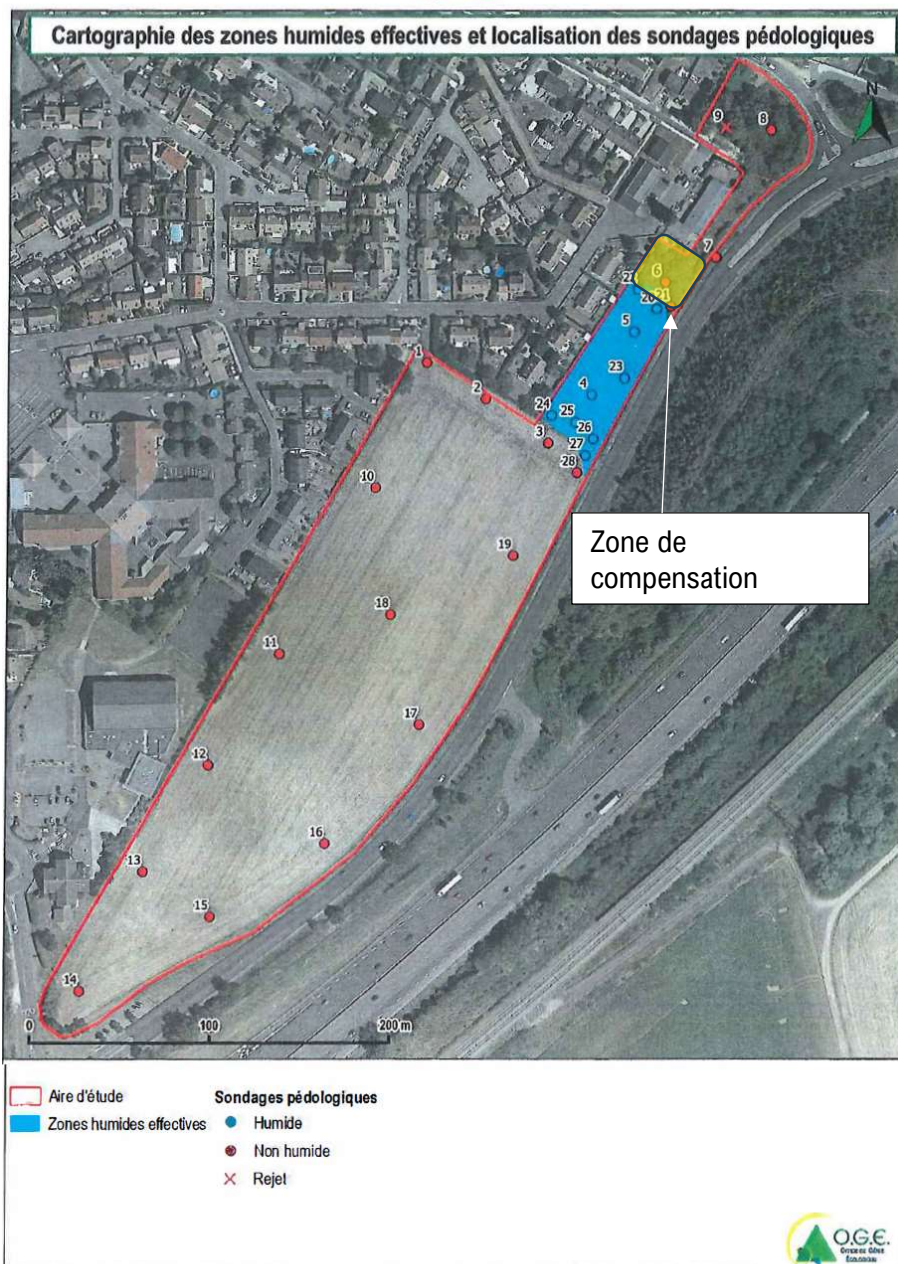 Cartographie des zones humides effectives et localisation des sondages pédologiques
N
9
8
7
6
21
20
5
1
2
23
4
24
25
3
26
27
28
10
19
18
11
17
12
16
13
15
14
Zone de
compensation
0 100 200 m
Aire d'étude
Zones humides effectives
Sondages pédologiques
Humide
Non humide
Rejet
O.G.E.